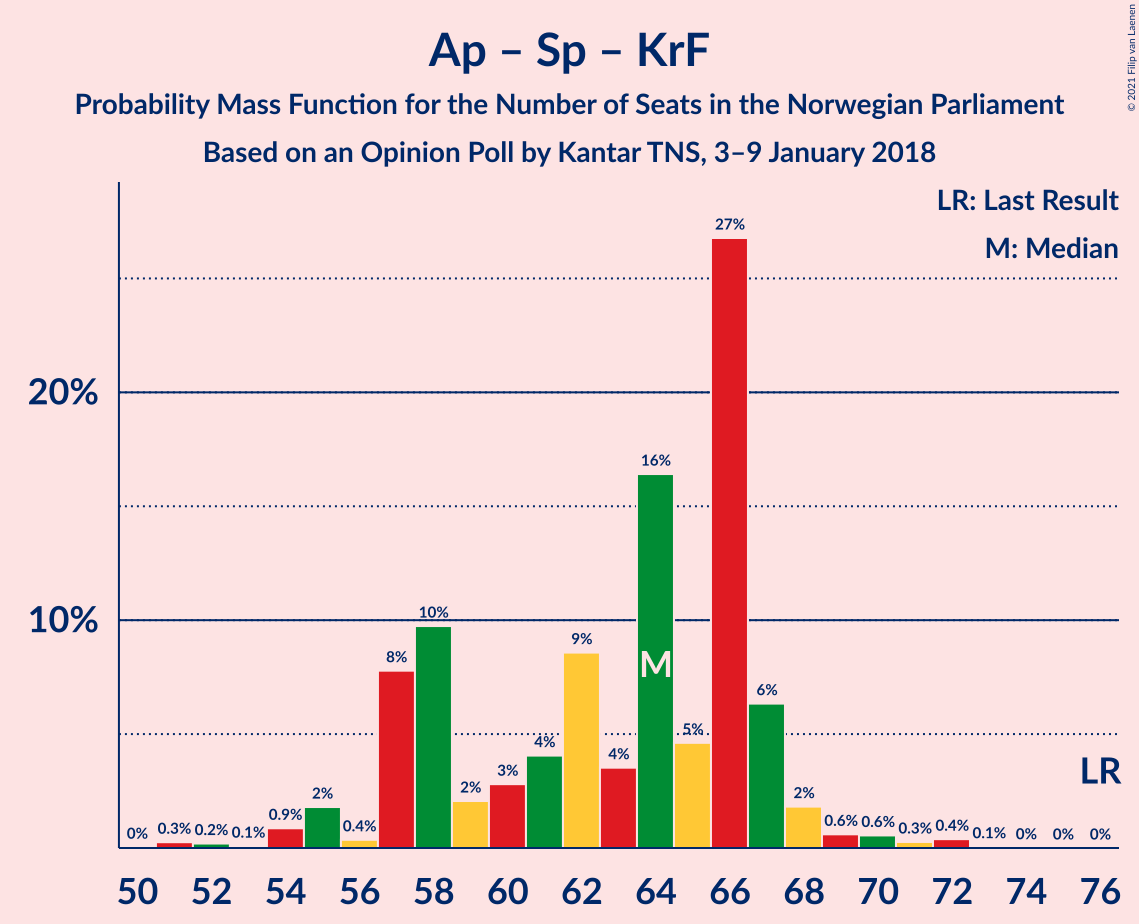 Ap – Sp – KrF
Probability Mass Function for the Number of Seats in the Norwegian Parliament
Based on an Opinion Poll by Kantar TNS, 3–9 January 2018
© 2021 Filip van Laenen
LR: Last Result
M: Median
20%
10%
0% 0.3% 0.2% 0.1% 0.9% 2% 0.4% 8% 10% 2% 3% 4% 9% 4% 16% 5% 27% 6% 2% 0.6% 0.6% 0.3% 0.4% 0.1% 0% 0% 0%
M
LR
50 52 54 56 58 60 62 64 66 68 70 72 74 76